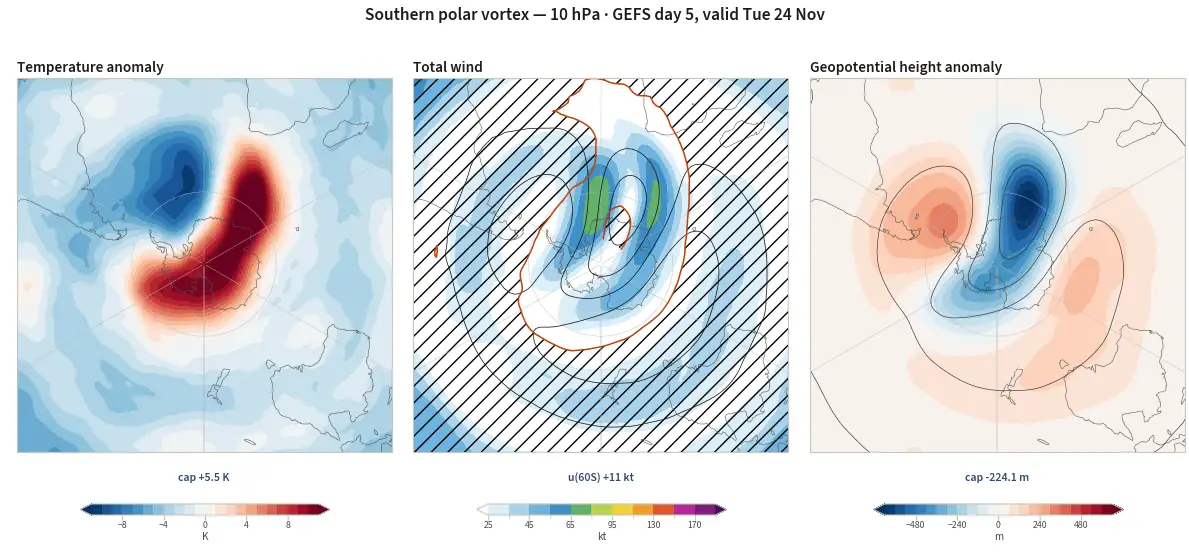 Southern polar vortex — 10 hPa · GEFS day 5, valid Tue 24 Nov
Temperature anomaly
Total wind
Geopotential height anomaly
cap +5.5 K
u(60S) +11 kt
cap -224.1 m
−8 −4 0 4 8
K
25 45 65 95 130 170
kt
−480 −240 0 240 480
m